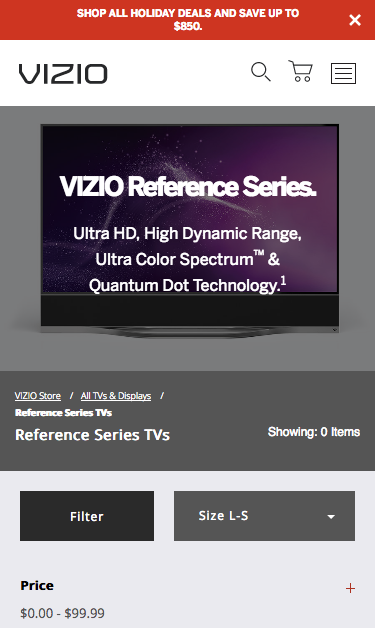 SHOP ALL HOLIDAY DEALS AND SAVE UP TO
$850.
VIZIO
VIZIO Reference Series.
Ultra HD, High Dynamic Range,
Ultra Color Spectrum™ &
Quantum Dot Technology.1
VIZIO Store / All TVs & Displays /
Reference Series TVs
Reference Series TVs
Showing: 0 Items
Filter
Size L-S
Price
$0.00 - $99.99